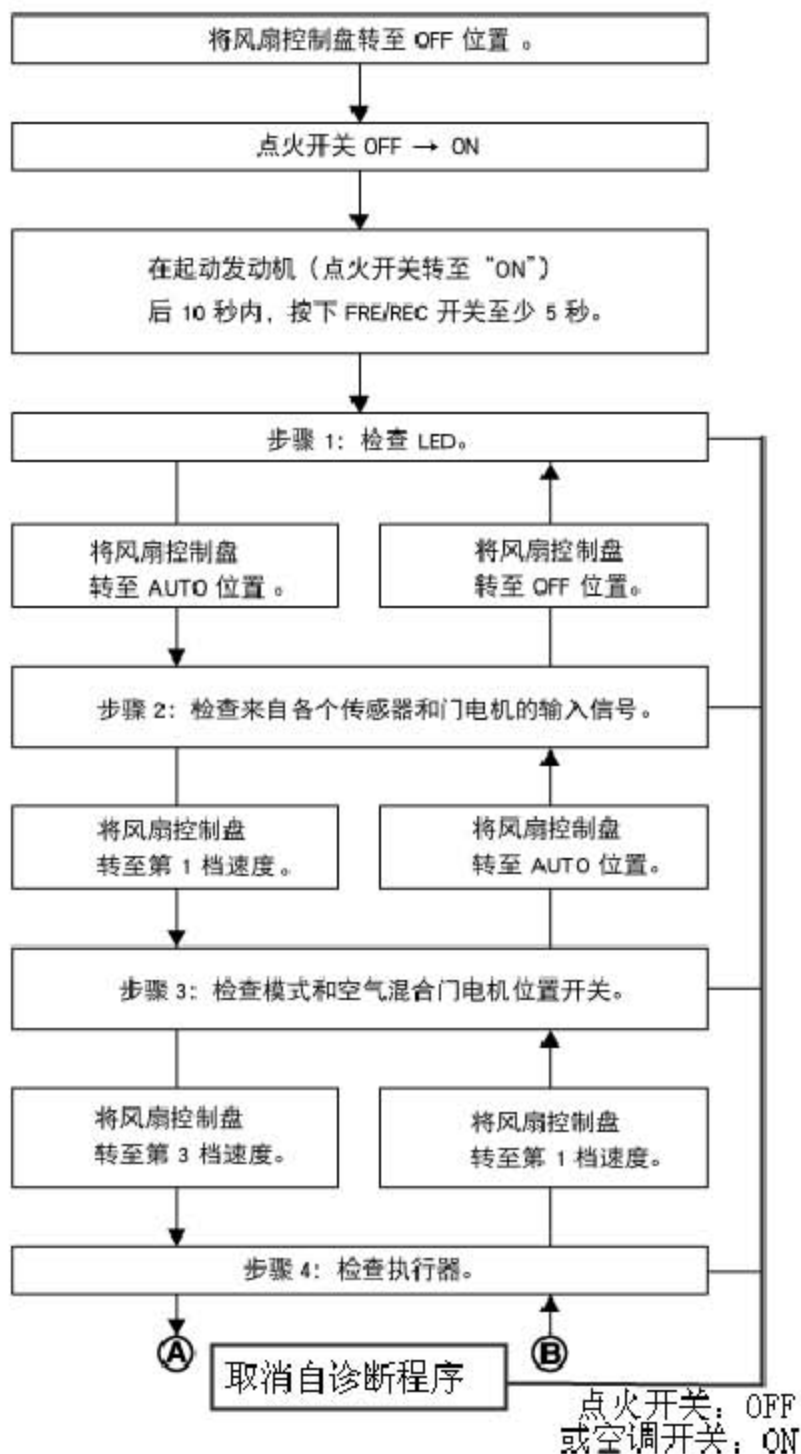 将风扇控制盘转至 OFF 位置 。
点火开关 OFF → ON
在起动发动机（点火开关转至 “ON”）
后 10 秒内，按下 FRE/REC 开关至少 5 秒。
步骤 1：检查 LED。
将风扇控制盘
转至 AUTO 位置 。
将风扇控制盘
转至 OFF 位置。
步骤 2：检查来自各个传感器和门电机的输入信号。
将风扇控制盘
转至第 1 档速度。
将风扇控制盘
转至 AUTO 位置。
步骤 3：检查模式和空气混合门电机位置开关。
将风扇控制盘
转至第 3 档速度。
将风扇控制盘
转至第 1 档速度。
步骤 4：检查执行器。
A
B
取消自诊断程序
点火开关：OFF
或空调开关：ON